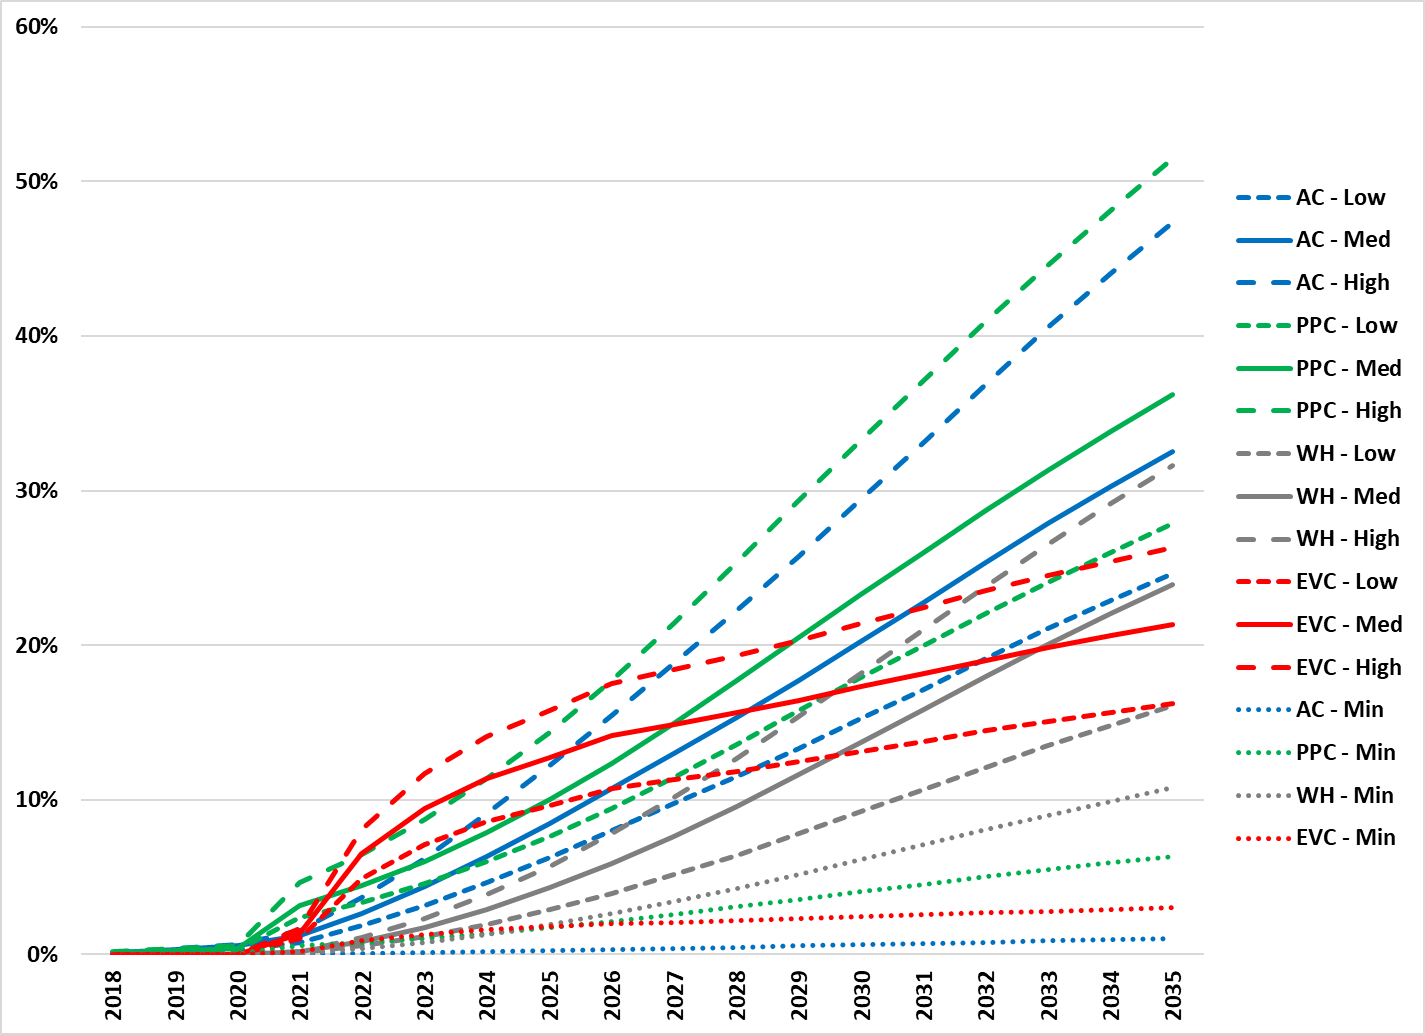 60%
50%
40%
30%
20%
10%
0%
2018
2019
2020
2021
2022
2023
2024
2025
2026
2027
2028
2029
2030
2031
2032
2033
2034
2035
AC - Low
AC - Med
AC - High
PPC - Low
PPC - Med
PPC - High
WH - Low
WH - Med
WH - High
EVC - Low
EVC - Med
EVC - High
AC - Min
PPC - Min
WH - Min
EVC - Min